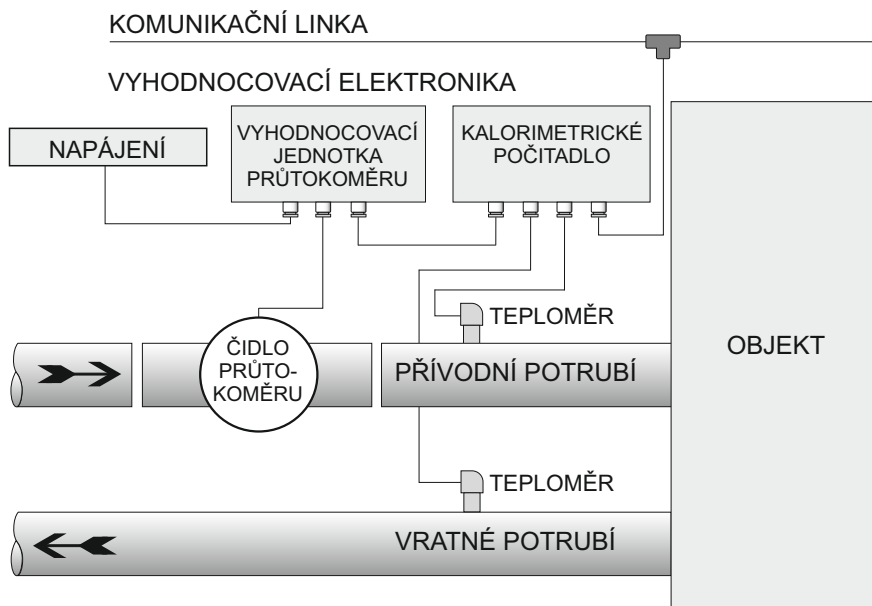 KOMUNIKAČNÍ LINKA
VYHODNOCOVACÍ ELEKTRONIKA
NAPÁJENÍ
VYHODNOCOVACÍ
JEDNOTKA
PRŮTOKOMĚRU
KALORIMETRICKÉ
POČITADLO
TEPLOMĚR
OBJEKT
ČIDLO
PRŮTO-
KOMĚRU
PŘÍVODNÍ POTRUBÍ
TEPLOMĚR
VRATNÉ POTRUBÍ